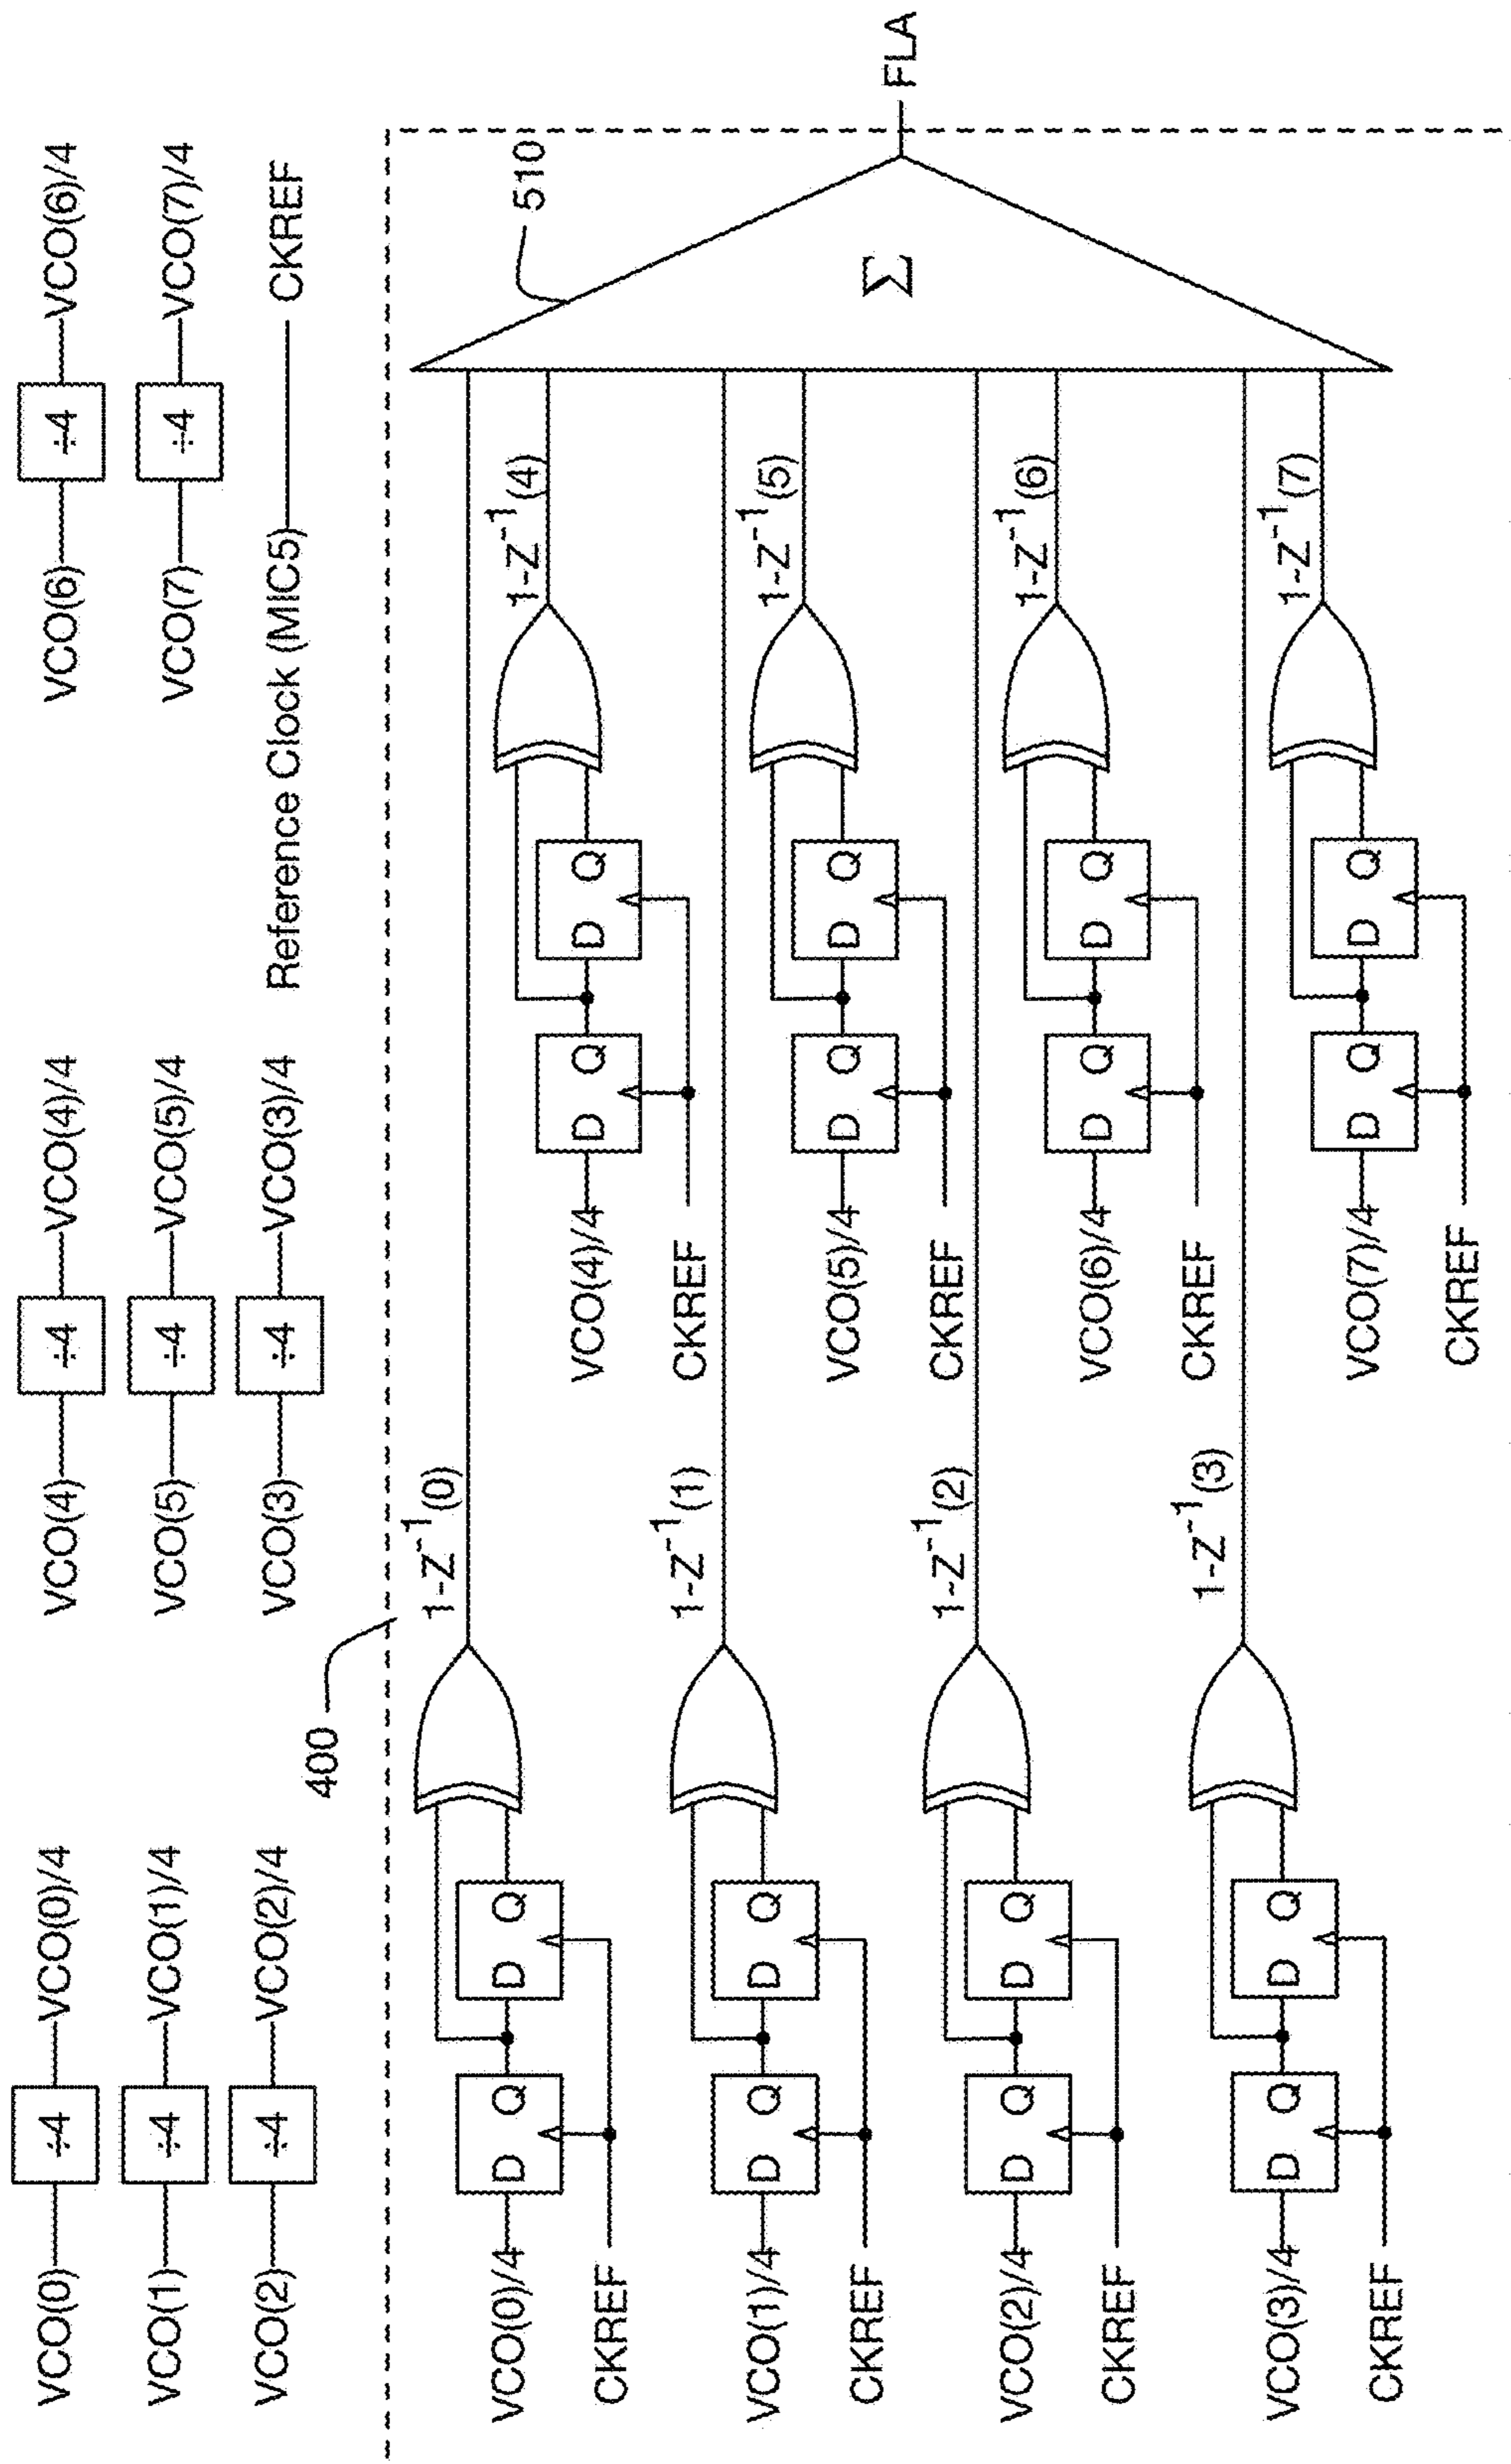 VCO(0) ÷4 VCO(0)/4
VCO(4) ÷4 VCO(4)/4
VCO(6) ÷4 VCO(6)/4
VCO(1) ÷4 VCO(1)/4
VCO(5) ÷4 VCO(5)/4
VCO(7) ÷4 VCO(7)/4
VCO(2) ÷4 VCO(2)/4
VCO(3) ÷4 VCO(3)/4
Reference Clock (MIC5) CKREF
400
510
1-Z⁻¹(0)
VCO(0)/4 D Q D Q
CKREF
1-Z⁻¹(4)
VCO(4)/4 D Q D Q
CKREF
1-Z⁻¹(1)
VCO(1)/4 D Q D Q
CKREF
1-Z⁻¹(5)
VCO(5)/4 D Q D Q
CKREF
Σ
FLA
1-Z⁻¹(2)
VCO(2)/4 D Q D Q
CKREF
1-Z⁻¹(6)
VCO(6)/4 D Q D Q
CKREF
1-Z⁻¹(3)
VCO(3)/4 D Q D Q
CKREF
1-Z⁻¹(7)
VCO(7)/4 D Q D Q
CKREF